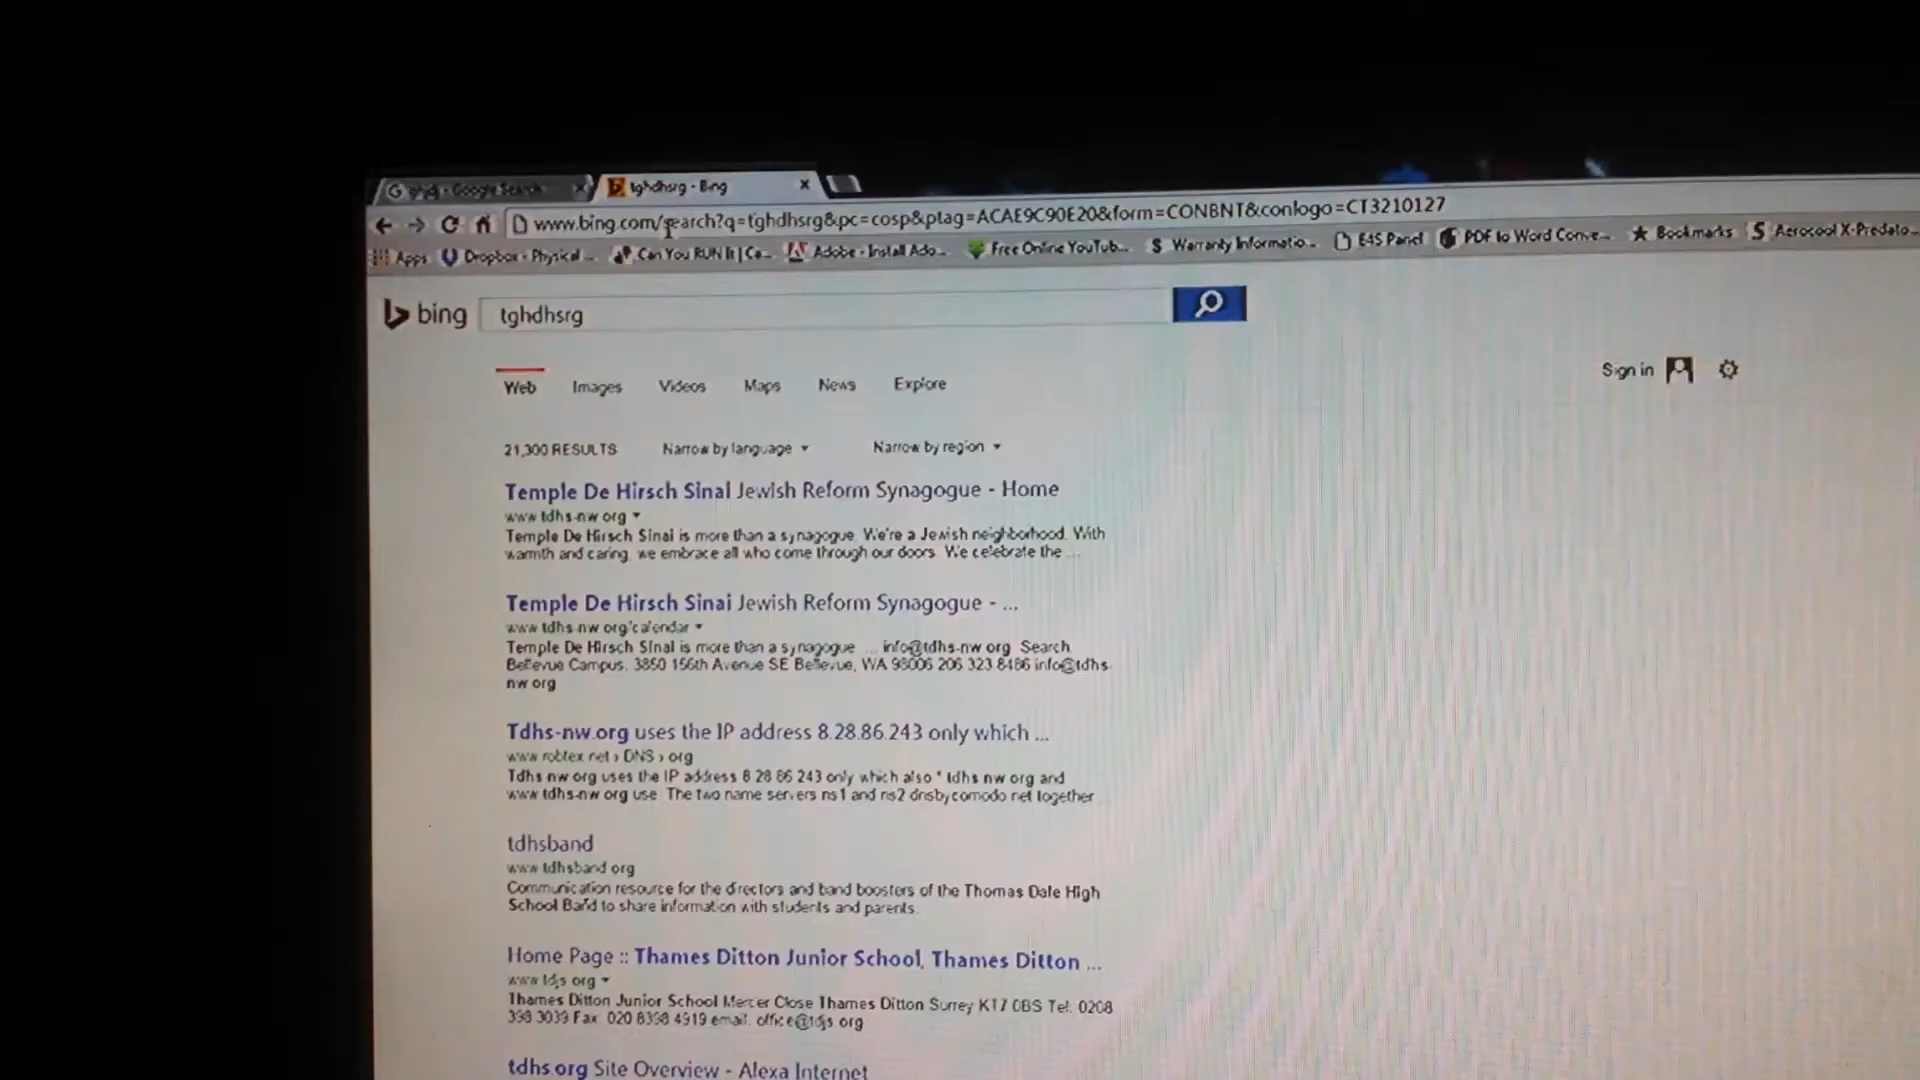 ghjdj - Google Search
tghdhsrg - Bing
www.bing.com/search?q=tghdhsrg&pc=cosp&ptag=ACAE9C90E20&form=CONBNT&conlogo=CT3210127
Apps Dropbox - Physical ... Can You RUN It | Ca... Adobe - Install Ado... Free Online YouTub... Warranty Informatio... E4S Panel PDF to Word Conve... Bookmarks Aerocool X-Predato...
bing tghdhsrg
Sign in
Web Images Videos Maps News Explore
21,300 RESULTS Narrow by language Narrow by region
Temple De Hirsch Sinai Jewish Reform Synagogue - Home
www.tdhs-nw.org
Temple De Hirsch Sinai is more than a synagogue. We're a Jewish neighborhood. With
warmth and caring, we embrace all who come through our doors. We celebrate the ...
Temple De Hirsch Sinai Jewish Reform Synagogue - ...
www.tdhs-nw.org/calendar
Temple De Hirsch Sinai is more than a synagogue ... info@tdhs-nw.org Search
Bellevue Campus. 3850 156th Avenue SE Bellevue, WA 98006 206.323.8486 info@tdhs-
nw.org
Tdhs-nw.org uses the IP address 8.28.86.243 only which ...
www.robtex.net › DNS › org
Tdhs-nw.org uses the IP address 8.28.86.243 only which also *.tdhs-nw.org and
www.tdhs-nw.org use. The two name servers ns1 and ns2.dnsbycomodo.net together
tdhsband
www.tdhsband.org
Communication resource for the directors and band boosters of the Thomas Dale High
School Band to share information with students and parents.
Home Page :: Thames Ditton Junior School, Thames Ditton ...
www.tdjs.org
Thames Ditton Junior School Mercer Close Thames Ditton Surrey KT7 0BS Tel: 0208
398 3039 Fax: 020 8398 4919 email: office@tdjs.org
tdhs.org Site Overview - Alexa Internet